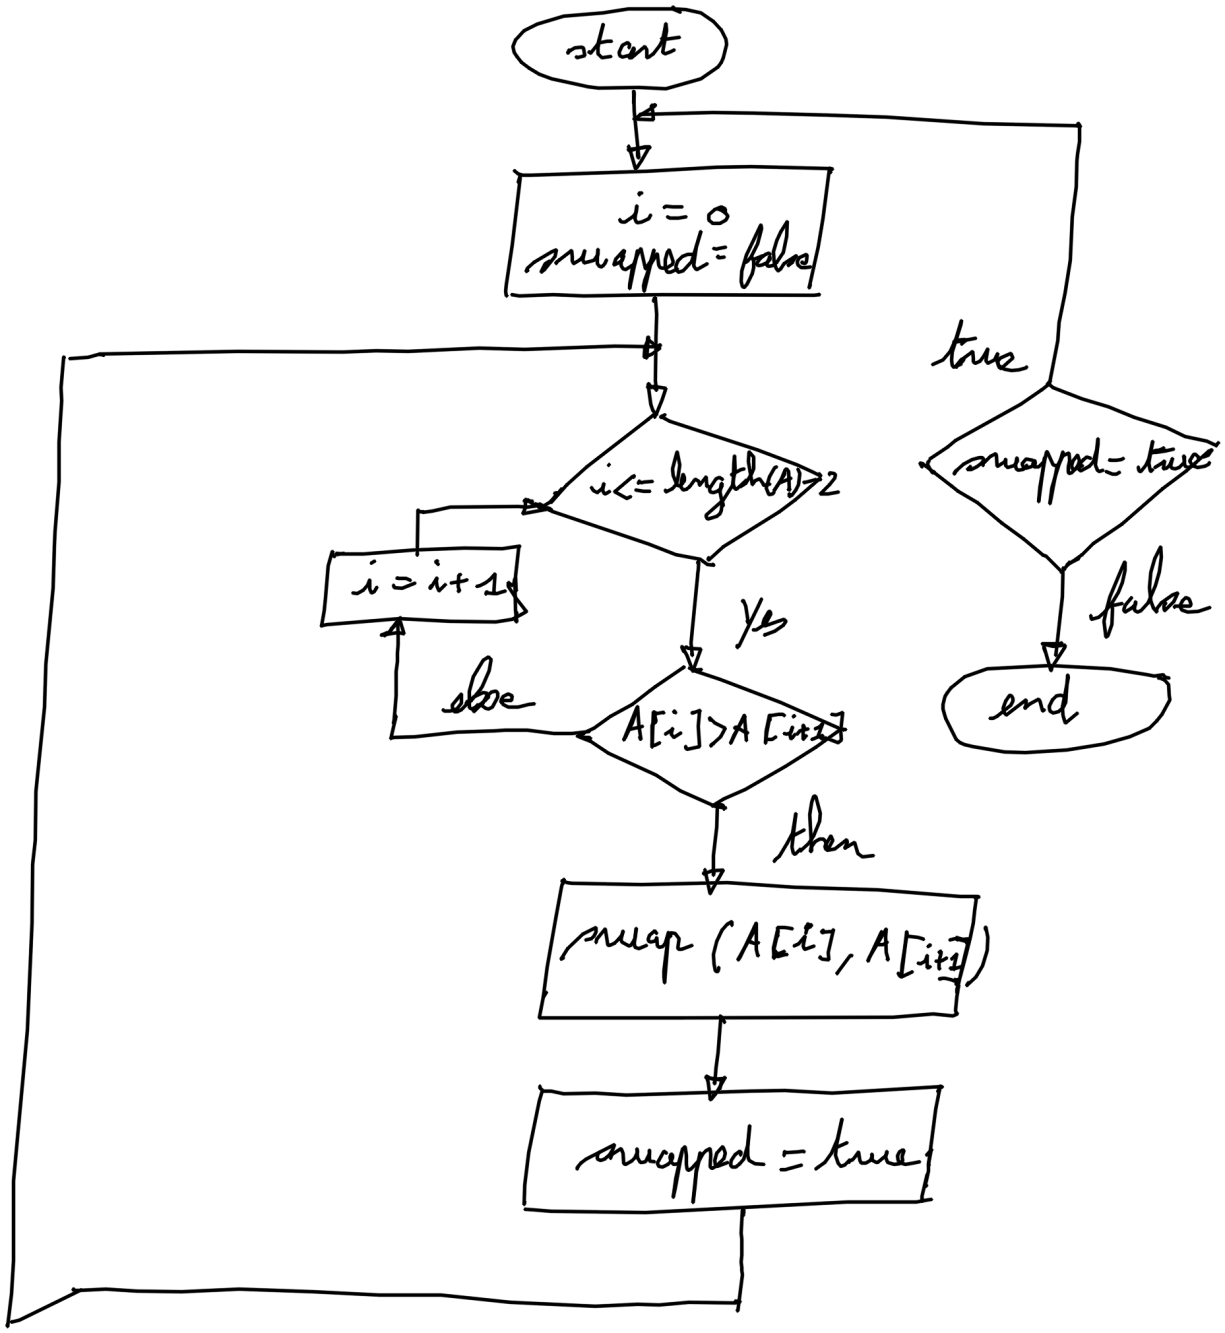 start
i = 0
swapped = false
true
i <= length(A)-2
swapped = true
i = i + 1
Yes
false
else
end
A[i] > A[i+1]
then
swap (A[i], A[i+1])
swapped = true